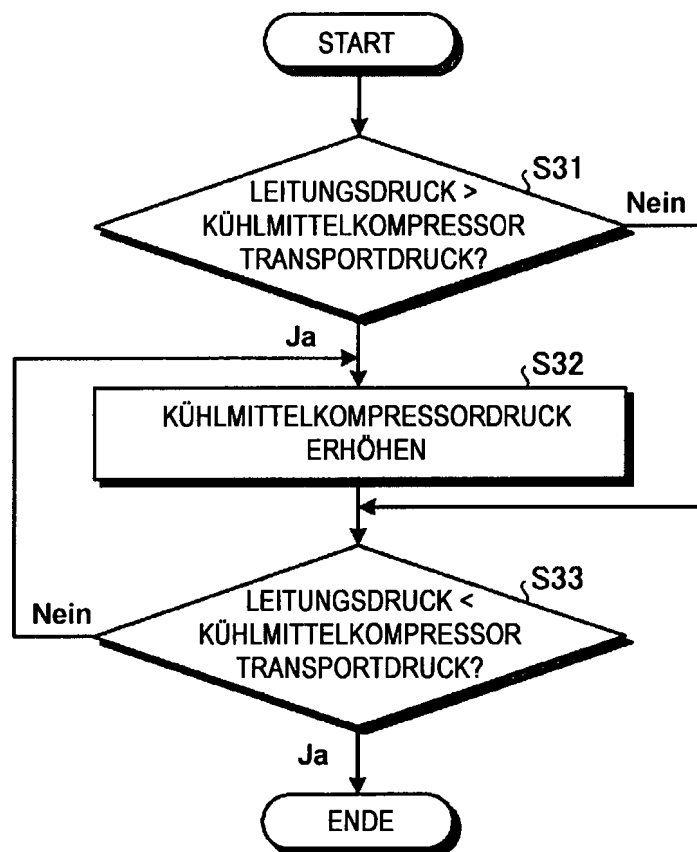 START
S31
LEITUNGSDRUCK >
KÜHLMITTELKOMPRESSOR
TRANSPORTDRUCK?
Nein
Ja
S32
KÜHLMITTELKOMPRESSORDRUCK
ERHÖHEN
S33
LEITUNGSDRUCK <
KÜHLMITTELKOMPRESSOR
TRANSPORTDRUCK?
Nein
Ja
ENDE